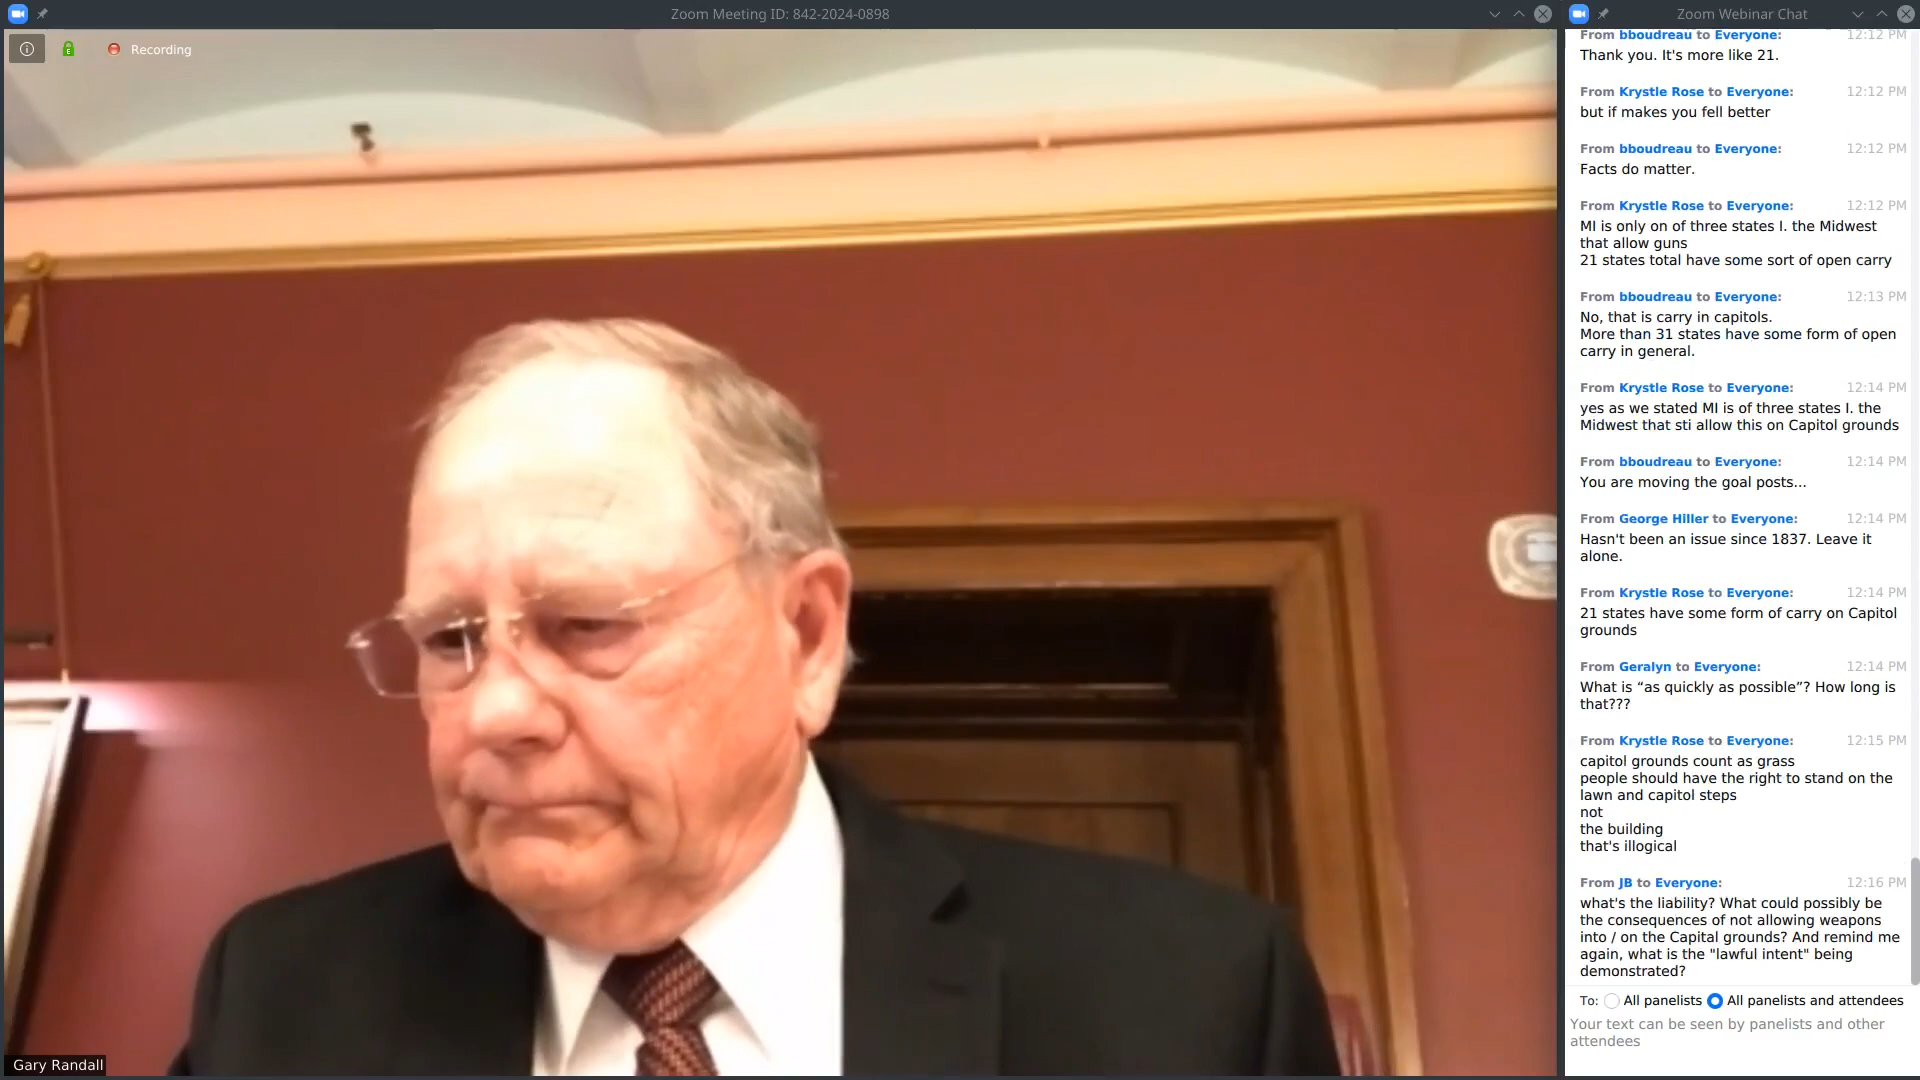 Zoom Meeting ID: 842-2024-0898
Recording
Gary Randall
Zoom Webinar Chat
From bboudreau to Everyone: 12:12 PM
Thank you. It's more like 21.
From Krystle Rose to Everyone: 12:12 PM
but if makes you fell better
From bboudreau to Everyone: 12:12 PM
Facts do matter.
From Krystle Rose to Everyone: 12:12 PM
MI is only on of three states I. the Midwest
that allow guns
21 states total have some sort of open carry
From bboudreau to Everyone: 12:13 PM
No, that is carry in capitols.
More than 31 states have some form of open
carry in general.
From Krystle Rose to Everyone: 12:14 PM
yes as we stated MI is of three states I. the
Midwest that sti allow this on Capitol grounds
From bboudreau to Everyone: 12:14 PM
You are moving the goal posts...
From George Hiller to Everyone: 12:14 PM
Hasn't been an issue since 1837. Leave it
alone.
From Krystle Rose to Everyone: 12:14 PM
21 states have some form of carry on Capitol
grounds
From Geralyn to Everyone: 12:14 PM
What is “as quickly as possible”? How long is
that???
From Krystle Rose to Everyone: 12:15 PM
capitol grounds count as grass
people should have the right to stand on the
lawn and capitol steps
not
the building
that's illogical
From JB to Everyone: 12:16 PM
what's the liability? What could possibly be
the consequences of not allowing weapons
into / on the Capital grounds? And remind me
again, what is the "lawful intent" being
demonstrated?
To: All panelists All panelists and attendees
Your text can be seen by panelists and other
attendees